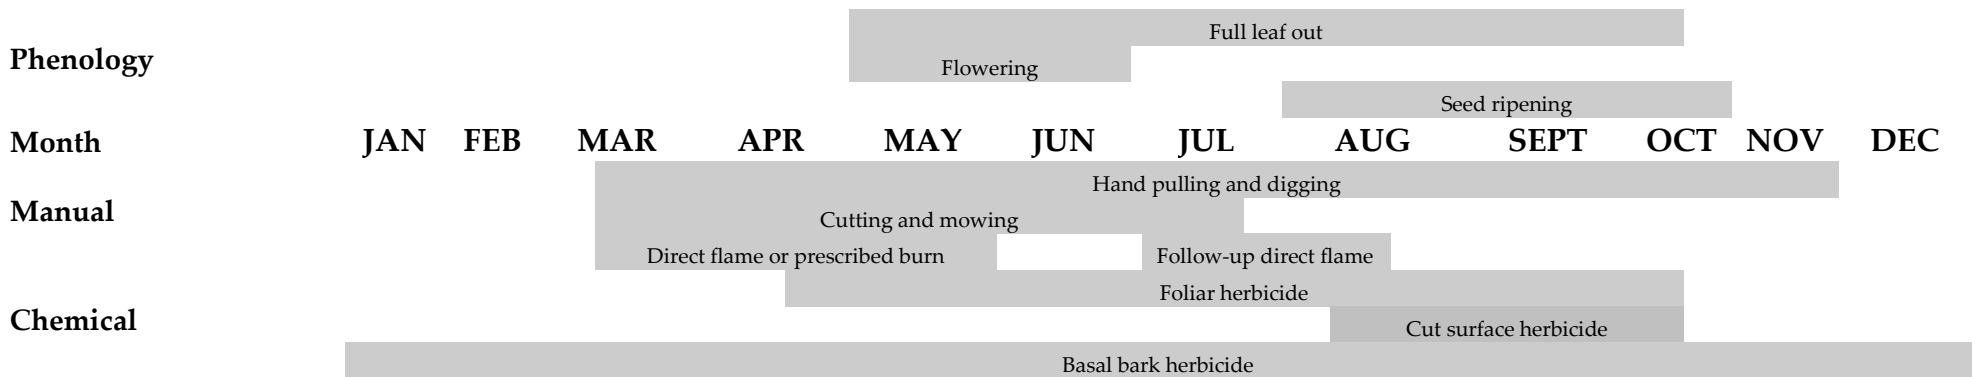 Full leaf out
Phenology
Flowering
Seed ripening
Month JAN FEB MAR APR MAY JUN JUL AUG SEPT OCT NOV DEC
Hand pulling and digging
Manual
Cutting and mowing
Direct flame or prescribed burn Follow-up direct flame
Foliar herbicide
Chemical
Cut surface herbicide
Basal bark herbicide